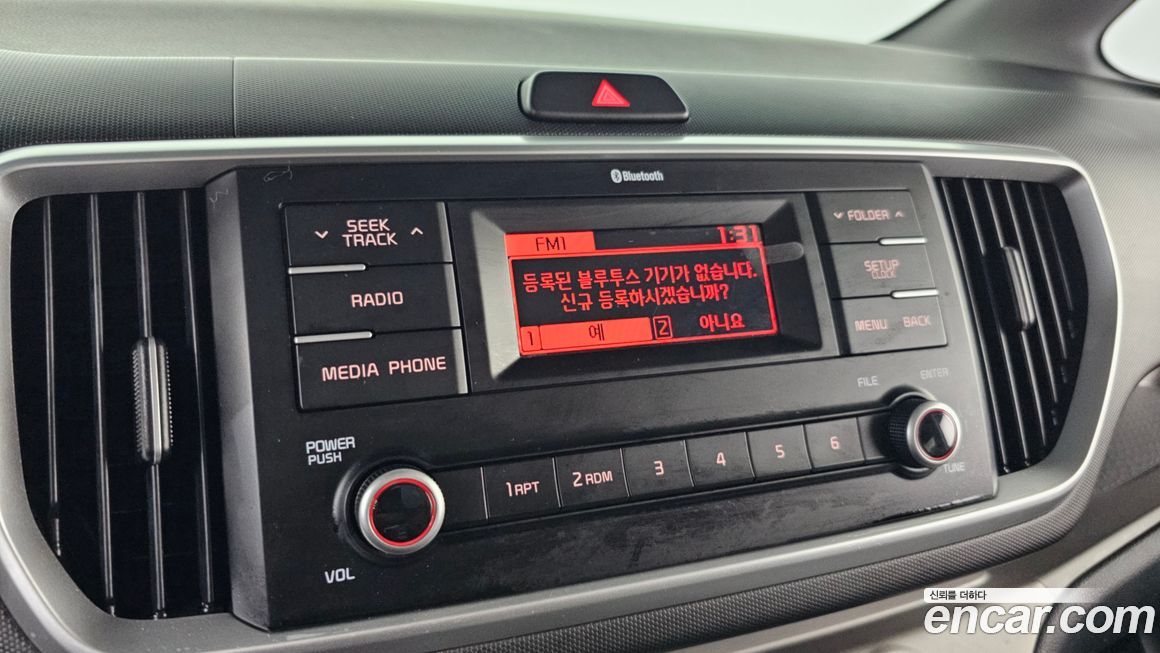 Bluetooth
SEEK
TRACK
RADIO
MEDIA PHONE
FM1 1:31
등록된 블루투스 기기가 없습니다.
신규 등록하시겠습니까?
1 예 2 아니요
FOLDER
SETUP
CLOCK
MENU BACK
FILE ENTER
POWER
PUSH
1 RPT 2 RDM 3 4 5 6
TUNE
VOL
신뢰를 더하다
encar.com